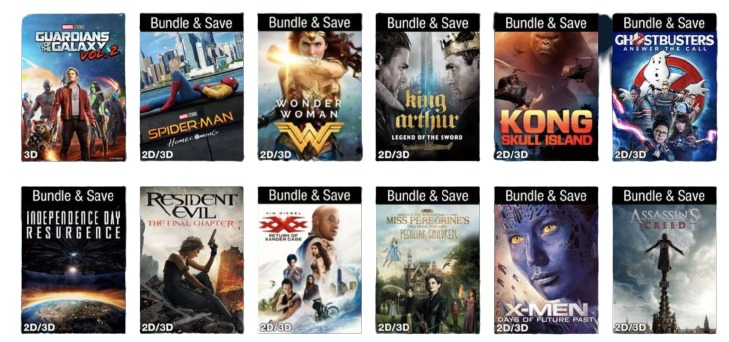 MARVEL STUDIOS
GUARDIANS
OF THE GALAXY
VOL. 2
3D
Bundle & Save
SPIDER-MAN
HOMECOMING
2D/3D
Bundle & Save
WONDER
WOMAN
2D/3D
Bundle & Save
king
arthur
LEGEND OF THE SWORD
2D/3D
Bundle & Save
KONG
SKULL ISLAND
2D/3D
Bundle & Save
GHOSTBUSTERS
ANSWER THE CALL
2D/3D
Bundle & Save
INDEPENDENCE DAY
RESURGENCE
2D/3D
RESIDENT
EVIL
THE FINAL CHAPTER
2D/3D
Bundle & Save
VIN DIESEL
xXx
RETURN OF
XANDER CAGE
2D/3D
Bundle & Save
MISS PEREGRINE'S
HOME FOR
PECULIAR CHILDREN
2D/3D
Bundle & Save
X-MEN
DAYS OF FUTURE PAST
2D/3D
Bundle & Save
ASSASSIN'S
CREED
2D/3D